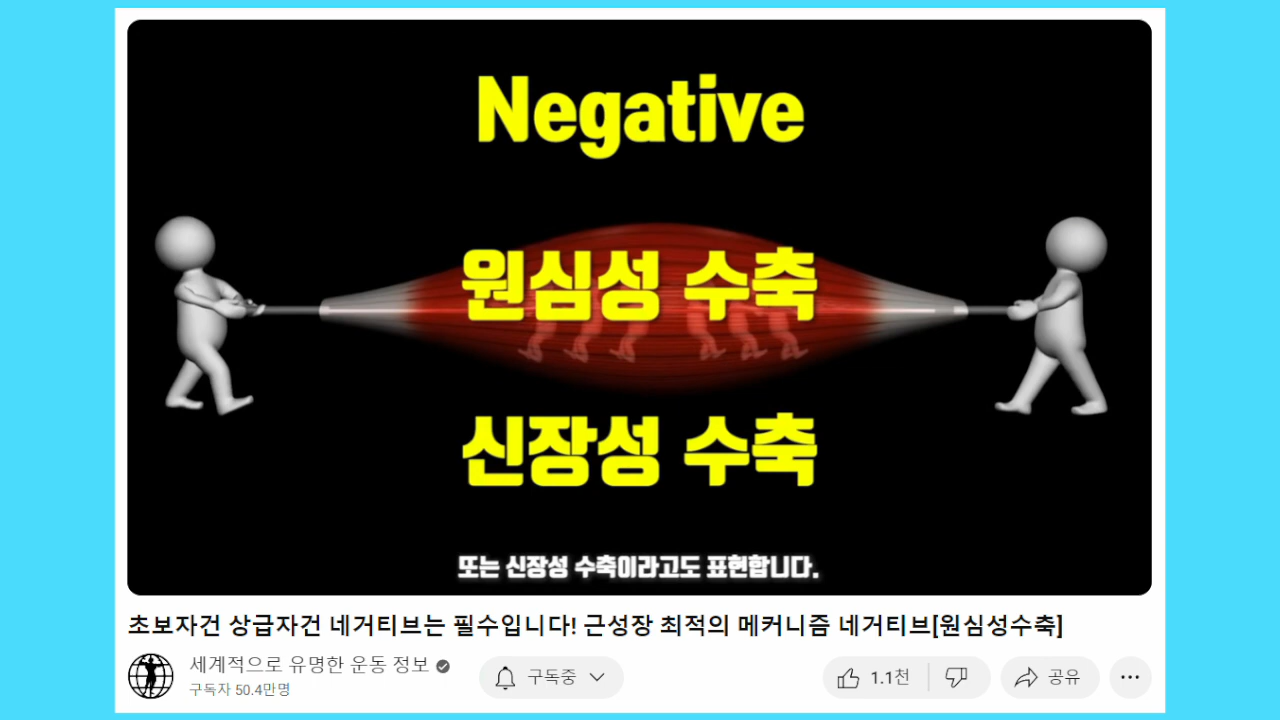 Negative
원심성 수축
신장성 수축
또는 신장성 수축이라고도 표현합니다.
초보자건 상급자건 네거티브는 필수입니다! 근성장 최적의 메커니즘 네거티브[원심성수축]
세계적으로 유명한 운동 정보
구독자 50.4만명
구독중
1.1천
공유